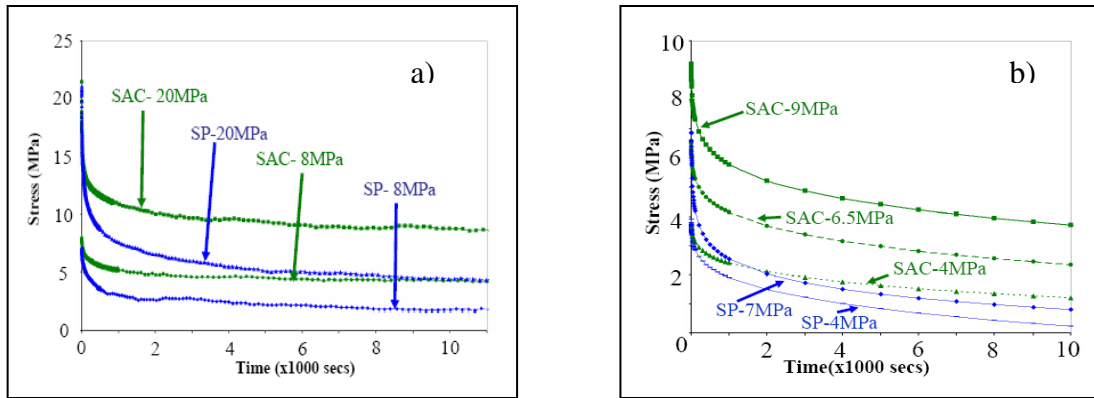 a)
25
20
15
10
5
0
Stress (MPa)
SAC- 20MPa
SP-20MPa
SAC- 8MPa
SP- 8MPa
0 2 4 6 8 10
Time (x1000 secs)
b)
10
8
6
4
2
0
Stress (MPa)
SAC-9MPa
SAC-6.5MPa
SAC-4MPa
SP-7MPa
SP-4MPa
2 4 6 8 10
Time(x1000 secs)